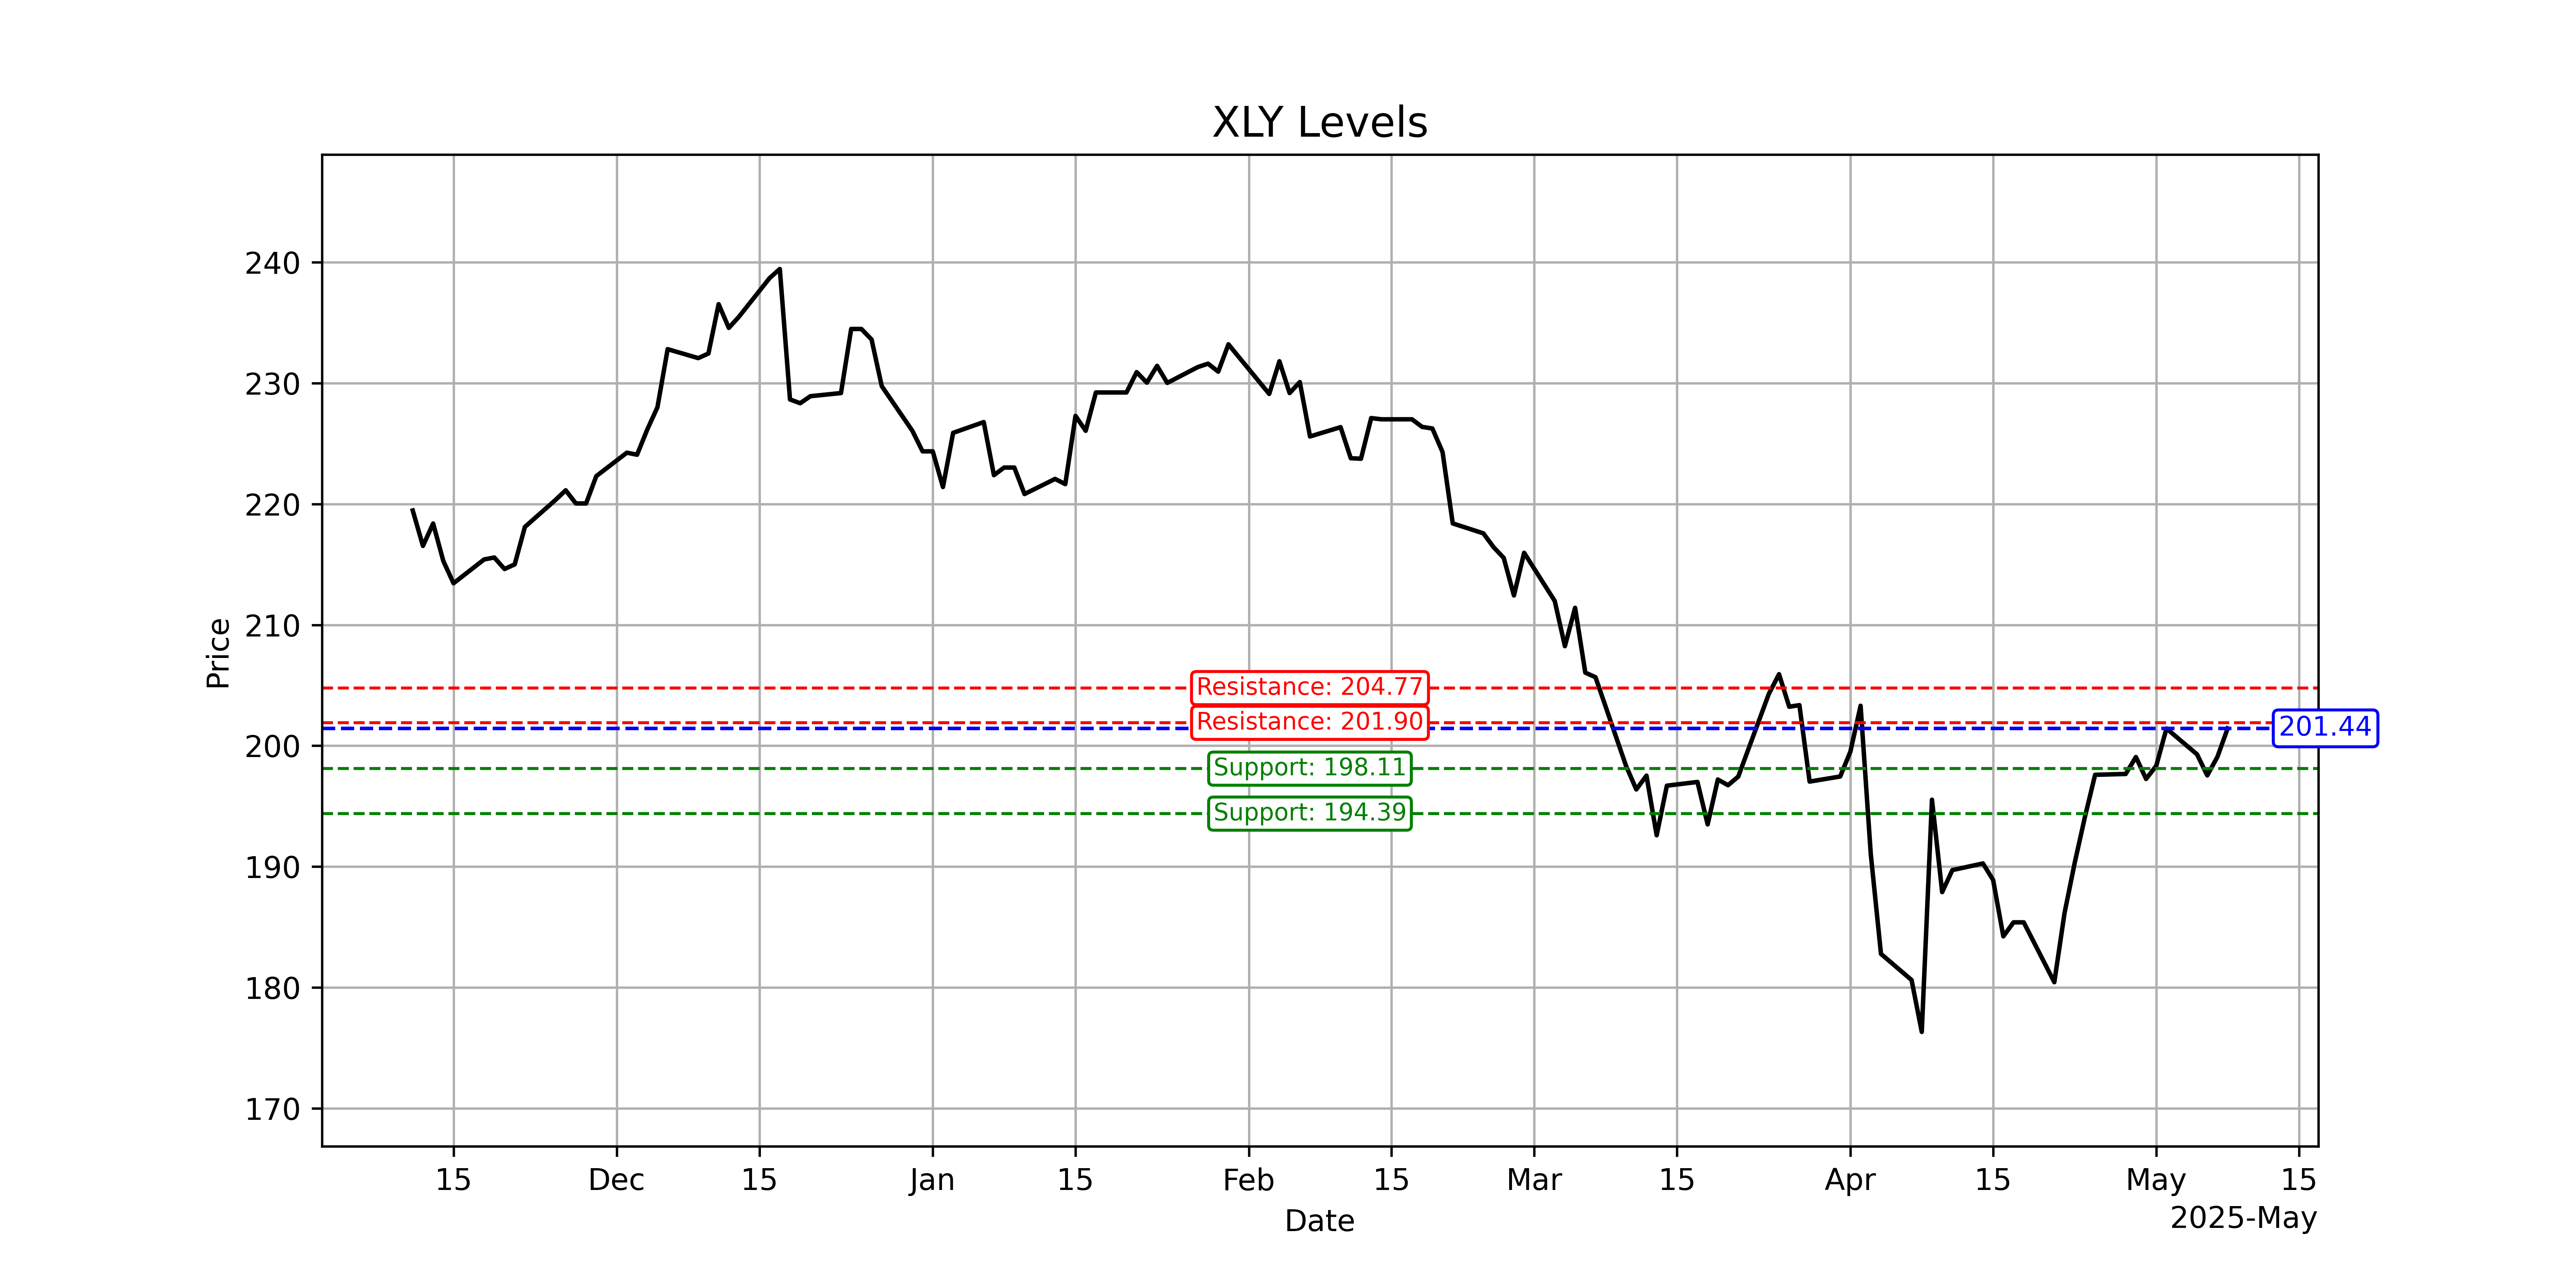 XLY Levels
240
230
220
210
200
190
180
170
Price
Resistance: 204.77
Resistance: 201.90
201.44
Support: 198.11
Support: 194.39
15 Dec 15 Jan 15 Feb 15 Mar 15 Apr 15 May 15
Date
2025-May